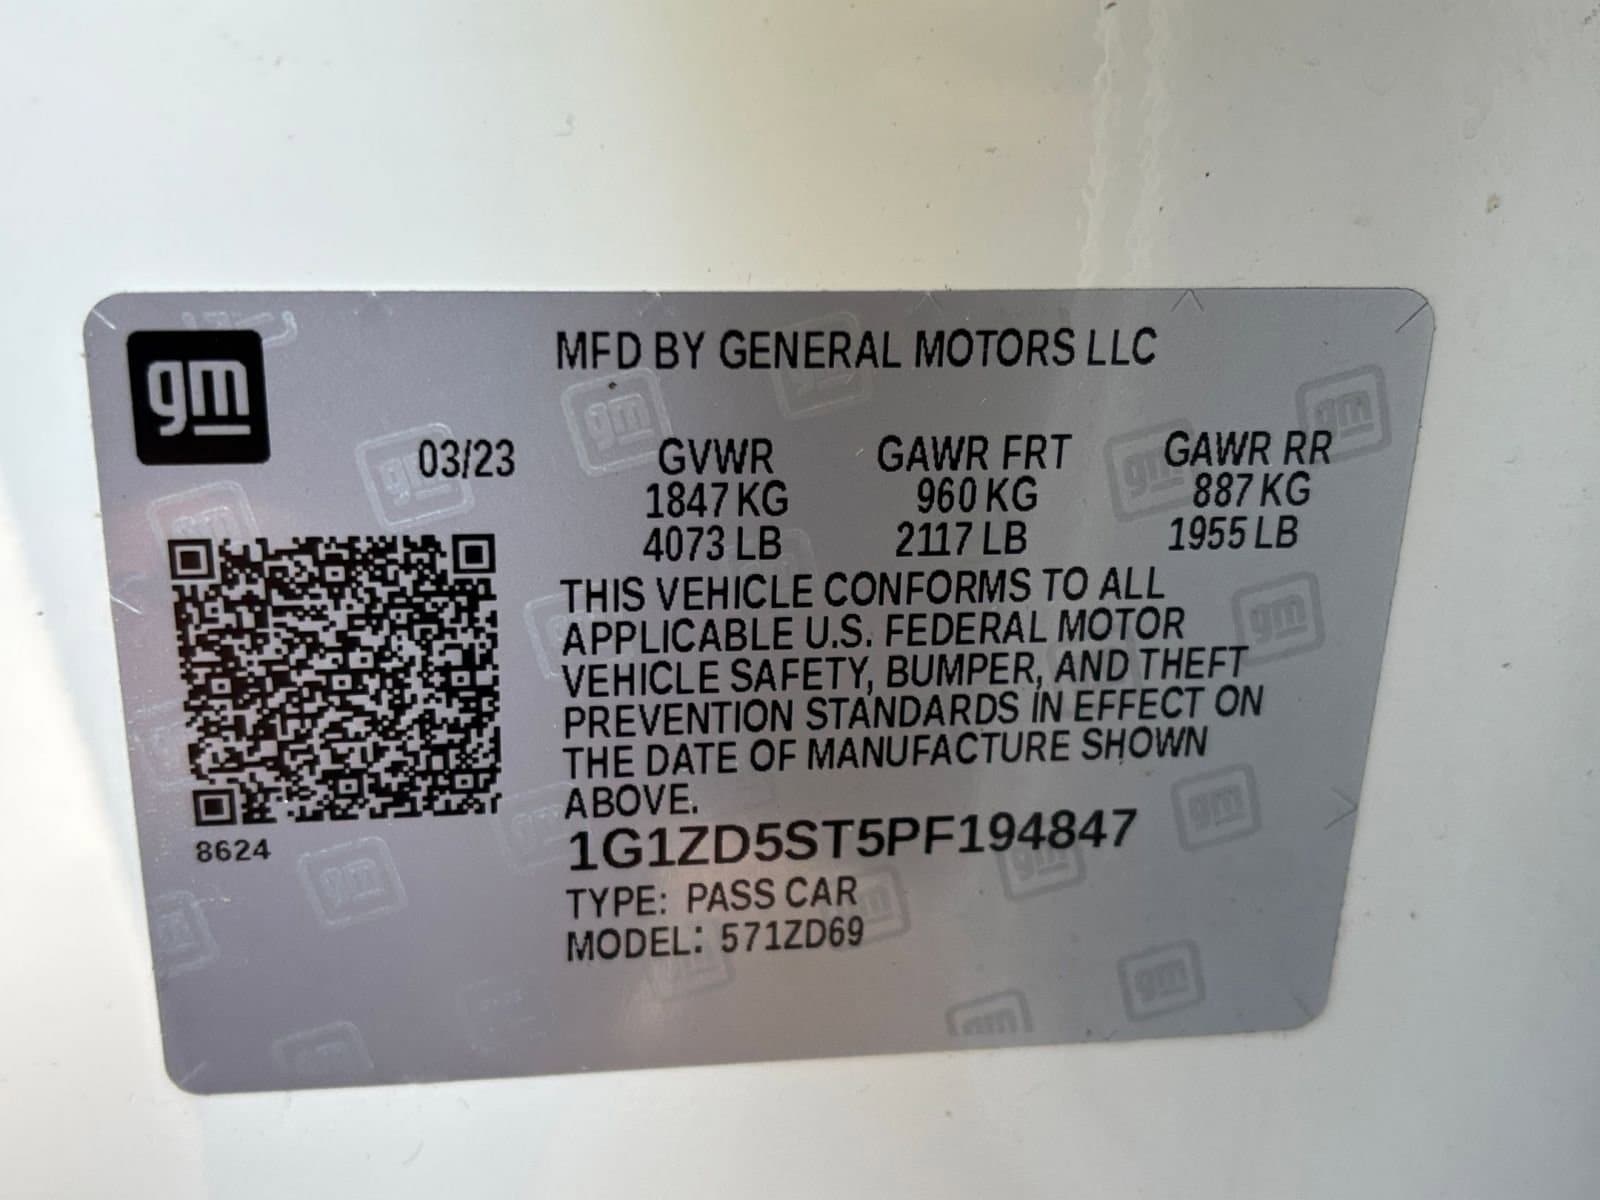 gm
MFD BY GENERAL MOTORS LLC
03/23 GVWR GAWR FRT GAWR RR
1847 KG 960 KG 887 KG
4073 LB 2117 LB 1955 LB
THIS VEHICLE CONFORMS TO ALL
APPLICABLE U.S. FEDERAL MOTOR
VEHICLE SAFETY, BUMPER, AND THEFT
PREVENTION STANDARDS IN EFFECT ON
THE DATE OF MANUFACTURE SHOWN
ABOVE.
8624
1G1ZD5ST5PF194847
TYPE: PASS CAR
MODEL: 571ZD69